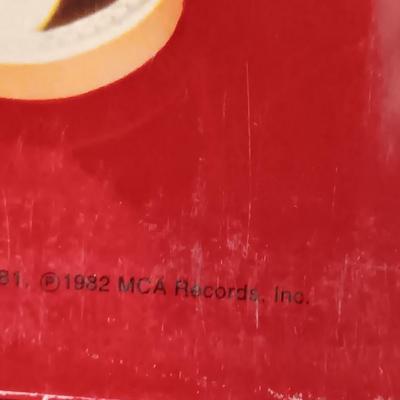 81, ℗1982 MCA Records, Inc.